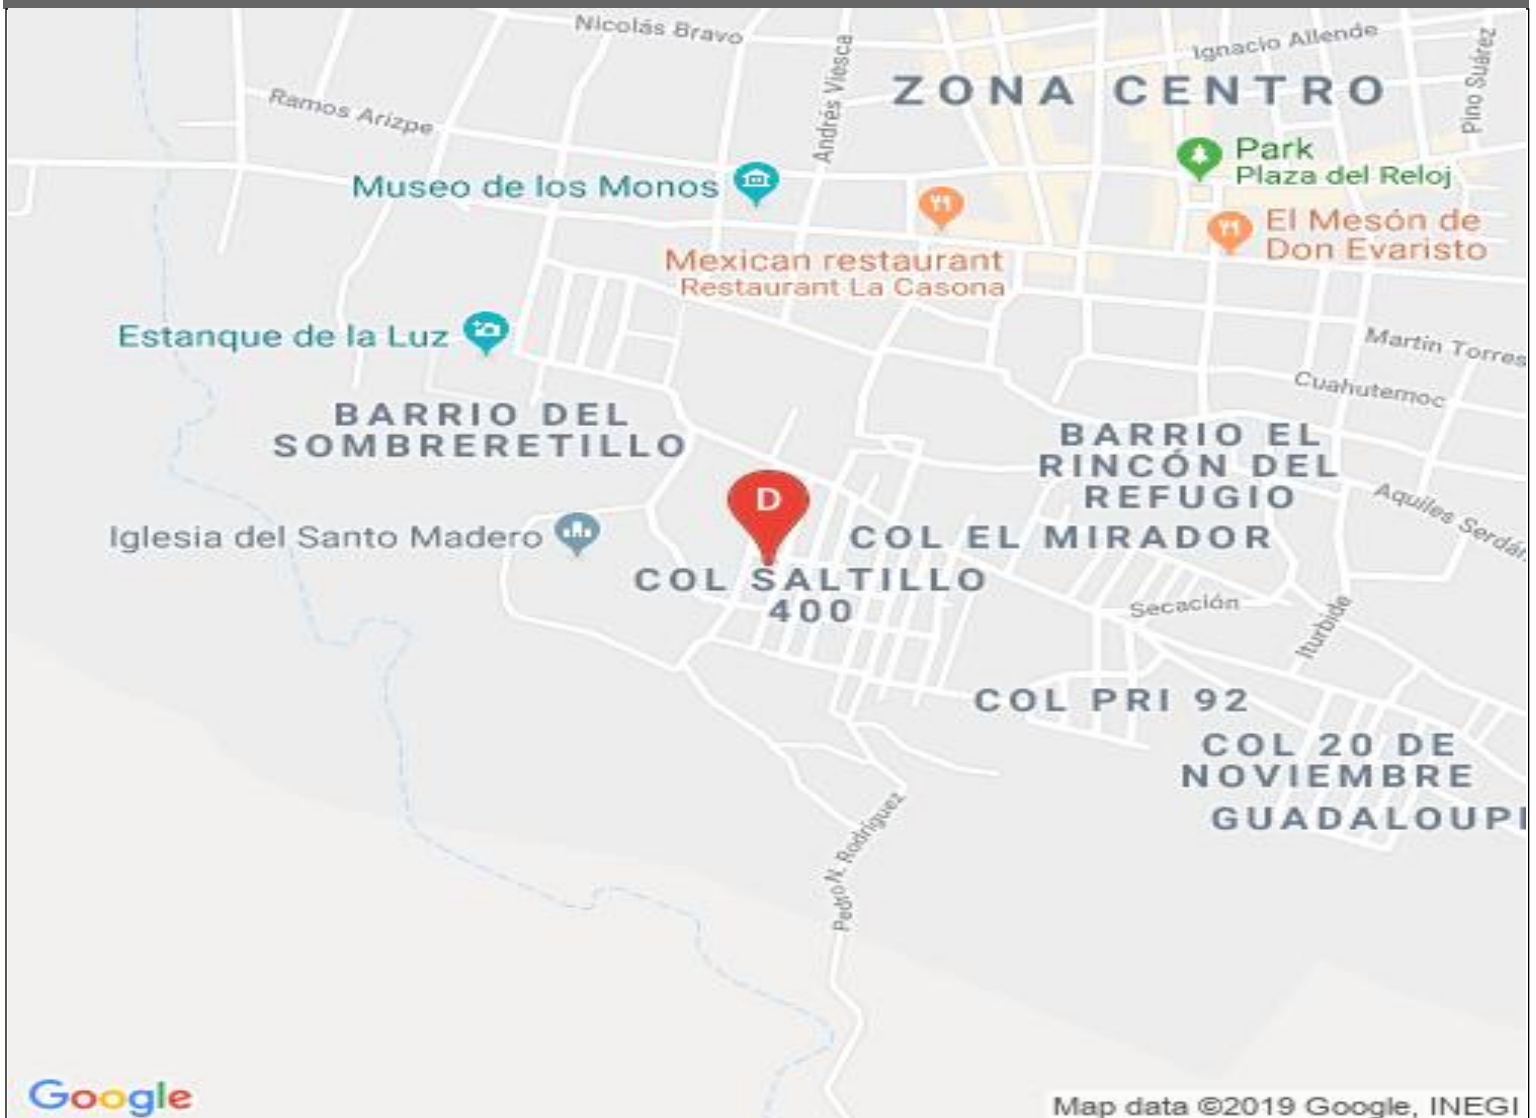 Nicolás Bravo
Ignacio Allende
Pino Suárez
Andrés Viesca
ZONA CENTRO
Ramos Arizpe
Park
Plaza del Reloj
Museo de los Monos
El Mesón de
Don Evaristo
Mexican restaurant
Restaurant La Casona
Estanque de la Luz
Martin Torres
Cuahutemoc
BARRIO DEL
SOMBRERETILLO
BARRIO EL
RINCÓN DEL
REFUGIO
D
Aquiles Serdán
Iglesia del Santo Madero
COL EL MIRADOR
COL SALTILLO
400
Secación
Iturbide
COL PRI 92
COL 20 DE
NOVIEMBRE
GUADALOUPE
Pedro N. Rodríguez
Google
Map data ©2019 Google, INEGI